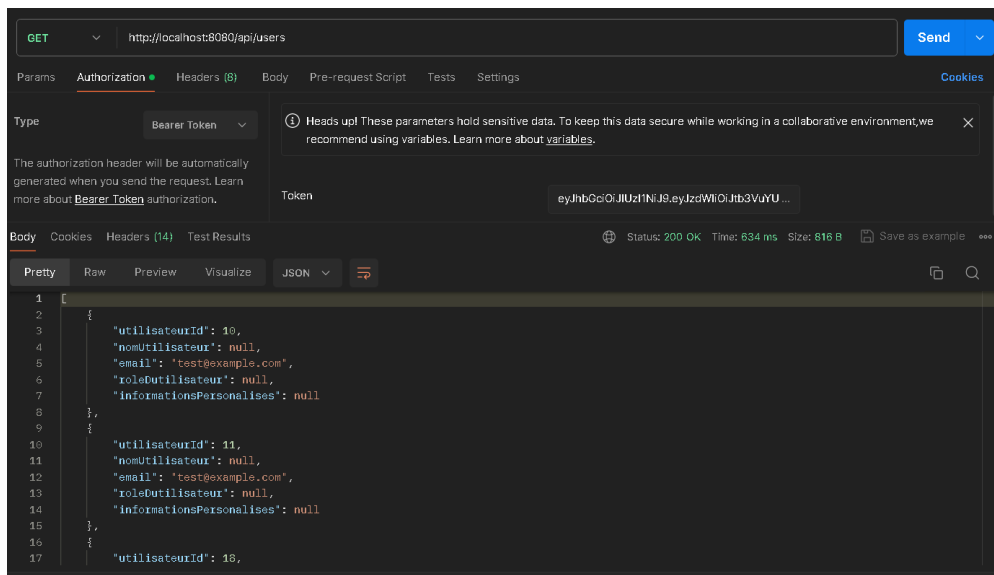 GET http://localhost:8080/api/users Send
Params Authorization Headers (8) Body Pre-request Script Tests Settings Cookies
Type Bearer Token
Heads up! These parameters hold sensitive data. To keep this data secure while working in a collaborative environment,we
recommend using variables. Learn more about variables.
The authorization header will be automatically
generated when you send the request. Learn
more about Bearer Token authorization.
Token
Body Cookies Headers (14) Test Results Status: 200 OK Time: 634 ms Size: 816 B Save as example
Pretty Raw Preview Visualize JSON
1 [
2 {
3 "utilisateurId": 10,
4 "nomUtilisateur": null,
5 "email": "test@example.com",
6 "roleDutilisateur": null,
7 "informationsPersonalises": null
8 },
9 {
10 "utilisateurId": 11,
11 "nomUtilisateur": null,
12 "email": "test@example.com",
13 "roleDutilisateur": null,
14 "informationsPersonalises": null
15 },
16 {
17 "utilisateurId": 18,